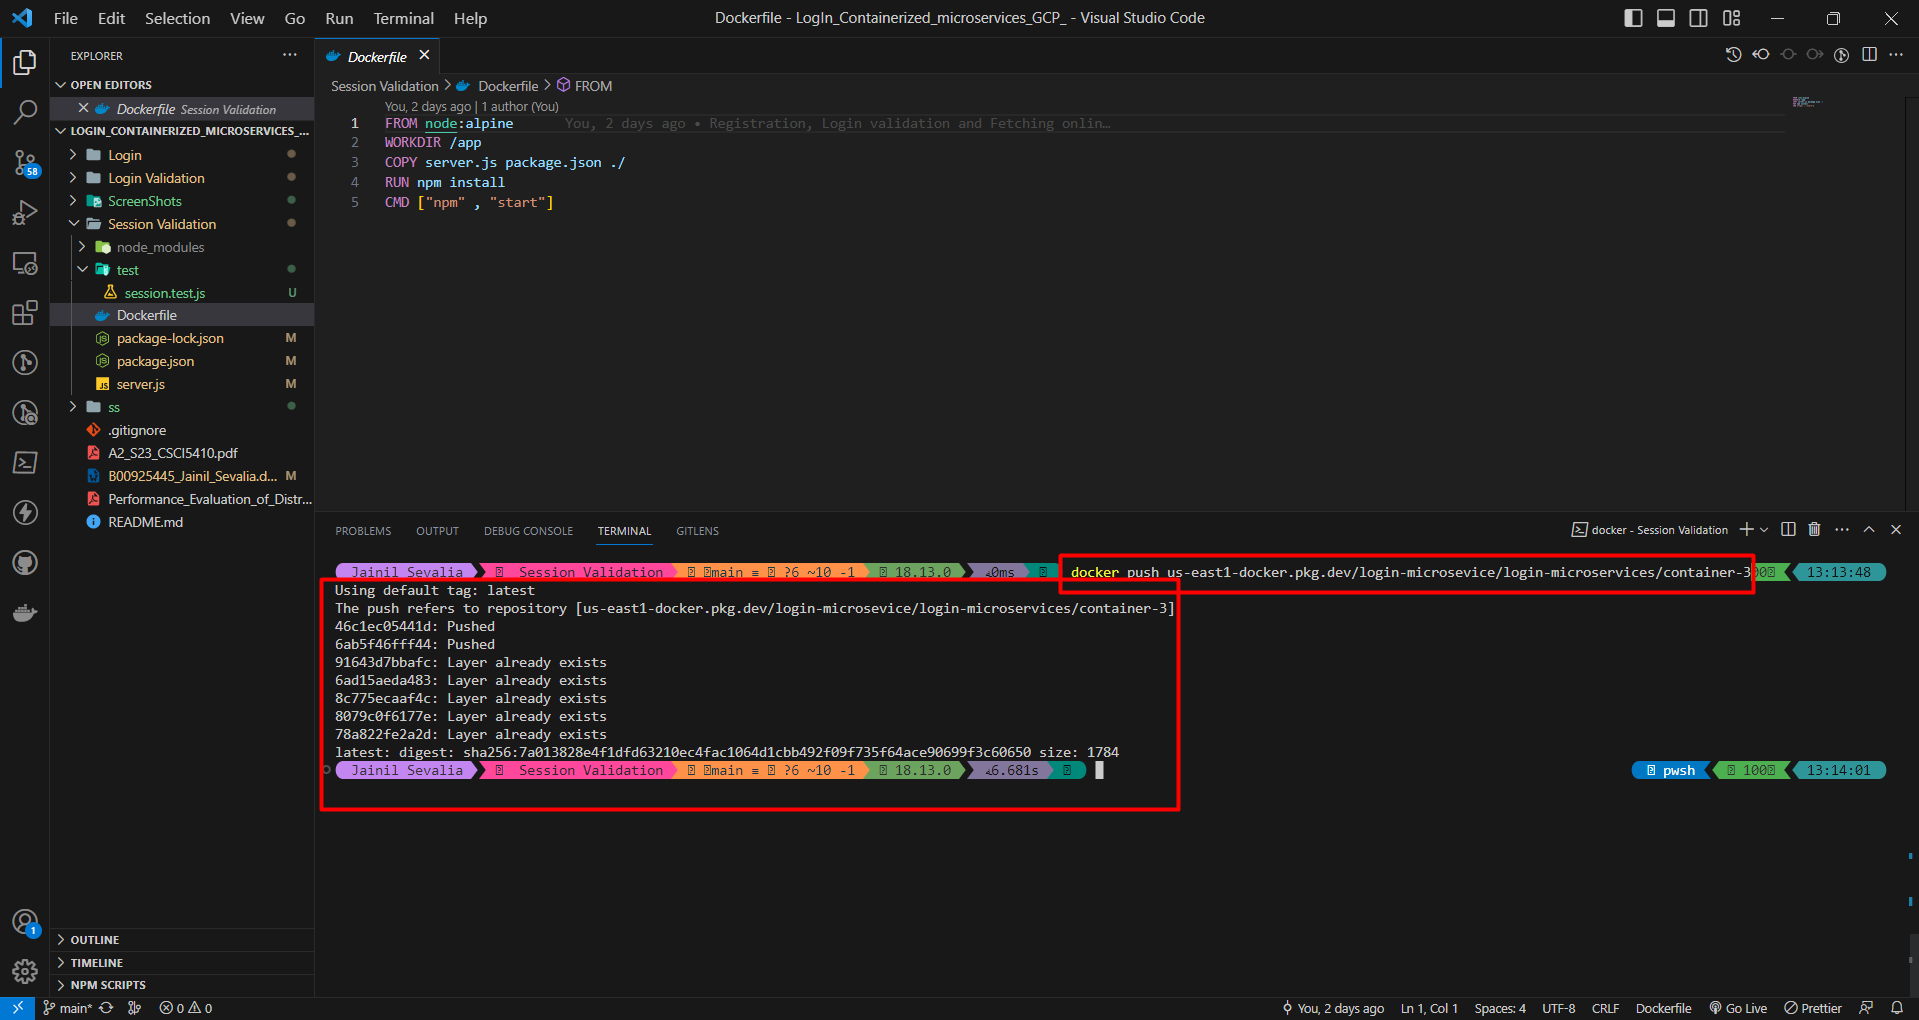 File Edit Selection View Go Run Terminal Help
Dockerfile - LogIn_Containerized_microservices_GCP_ - Visual Studio Code
EXPLORER
OPEN EDITORS
Dockerfile Session Validation
LOGIN_CONTAINERIZED_MICROSERVICES_...
Login
Login Validation
ScreenShots
Session Validation
node_modules
test
session.test.js U
Dockerfile
package-lock.json M
package.json M
server.js M
ss
.gitignore
A2_S23_CSCI5410.pdf
B00925445_Jainil_Sevalia.d... M
Performance_Evaluation_of_Distr...
README.md
OUTLINE
TIMELINE
NPM SCRIPTS
58
1
Dockerfile
Session Validation > Dockerfile > FROM
You, 2 days ago | 1 author (You)
1 FROM node:alpine You, 2 days ago • Registration, Login validation and Fetching onlin…
2 WORKDIR /app
3 COPY server.js package.json ./
4 RUN npm install
5 CMD ["npm" , "start"]
PROBLEMS OUTPUT DEBUG CONSOLE TERMINAL GITLENS
docker - Session Validation
Jainil Sevalia Session Validation main ≡ ?6 ~10 -1 18.13.0 0ms docker push us-east1-docker.pkg.dev/login-microsevice/login-microservices/container-3 00 13:13:48
Using default tag: latest
The push refers to repository [us-east1-docker.pkg.dev/login-microsevice/login-microservices/container-3]
46c1ec05441d: Pushed
6ab5f46fff44: Pushed
91643d7bbafc: Layer already exists
6ad15aeda483: Layer already exists
8c775ecaaf4c: Layer already exists
8079c0f6177e: Layer already exists
78a822fe2a2d: Layer already exists
latest: digest: sha256:7a013828e4f1dfd63210ec4fac1064d1cbb492f09f735f64ace90699f3c60650 size: 1784
Jainil Sevalia Session Validation main ≡ ?6 ~10 -1 18.13.0 6.681s pwsh 100 13:14:01
main* 0 0 You, 2 days ago Ln 1, Col 1 Spaces: 4 UTF-8 CRLF Dockerfile Go Live Prettier